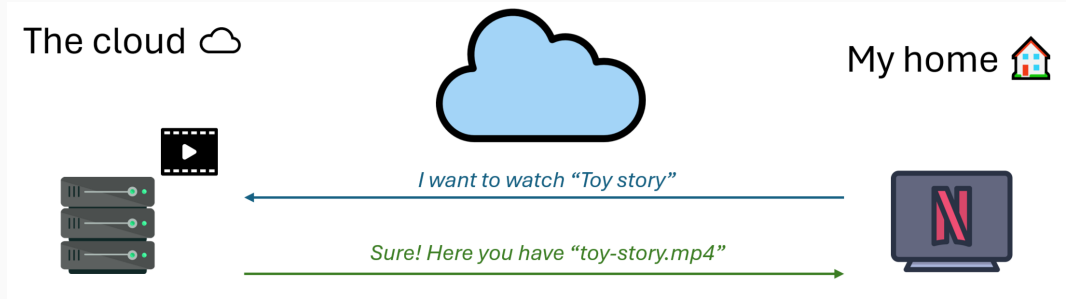 The cloud
My home
I want to watch “Toy story”
Sure! Here you have “toy-story.mp4”
N